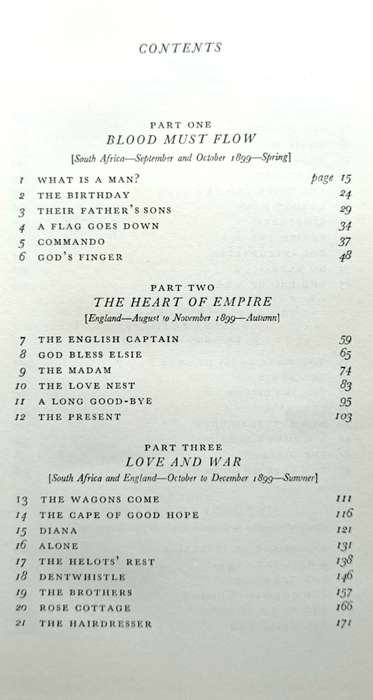 CONTENTS
PART ONE
BLOOD MUST FLOW
[South Africa—September and October 1899—Spring]
1 WHAT IS A MAN? page 15
2 THE BIRTHDAY 24
3 THEIR FATHER'S SONS 29
4 A FLAG GOES DOWN 34
5 COMMANDO 37
6 GOD'S FINGER 48
PART TWO
THE HEART OF EMPIRE
[England—August to November 1899—Autumn]
7 THE ENGLISH CAPTAIN 59
8 GOD BLESS ELSIE 65
9 THE MADAM 74
10 THE LOVE NEST 83
11 A LONG GOOD-BYE 95
12 THE PRESENT 103
PART THREE
LOVE AND WAR
[South Africa and England—October to December 1899—Summer]
13 THE WAGONS COME 111
14 THE CAPE OF GOOD HOPE 116
15 DIANA 121
16 ALONE 131
17 THE HELOTS' REST 138
18 DENTWHISTLE 146
19 THE BROTHERS 157
20 ROSE COTTAGE 166
21 THE HAIRDRESSER 171